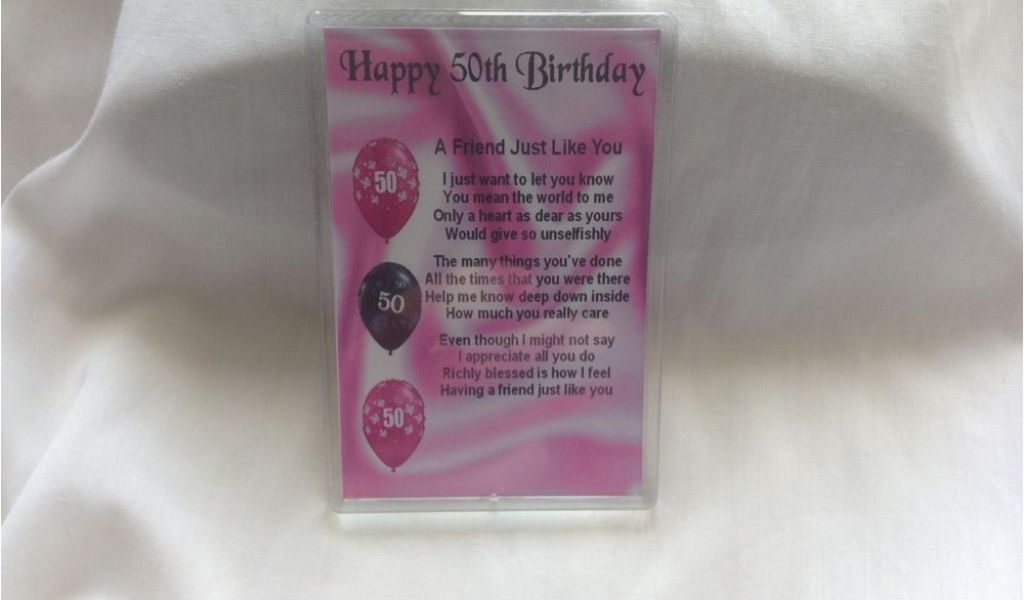 Happy 50th Birthday
A Friend Just Like You
I just want to let you know
You mean the world to me
Only a heart as dear as yours
Would give so unselfishly
The many things you've done
All the times that you were there
Help me know deep down inside
How much you really care
Even though I might not say
I appreciate all you do
Richly blessed is how I feel
Having a friend just like you
50
50
50
50